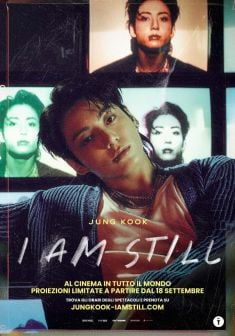 JUNG KOOK
I AM STILL
AL CINEMA IN TUTTO IL MONDO
PROIEZIONI LIMITATE A PARTIRE DAL 18 SETTEMBRE
TROVA GLI ORARI DEGLI SPETTACOLI E PRENOTA SU
JUNGKOOK-IAMSTILL.COM